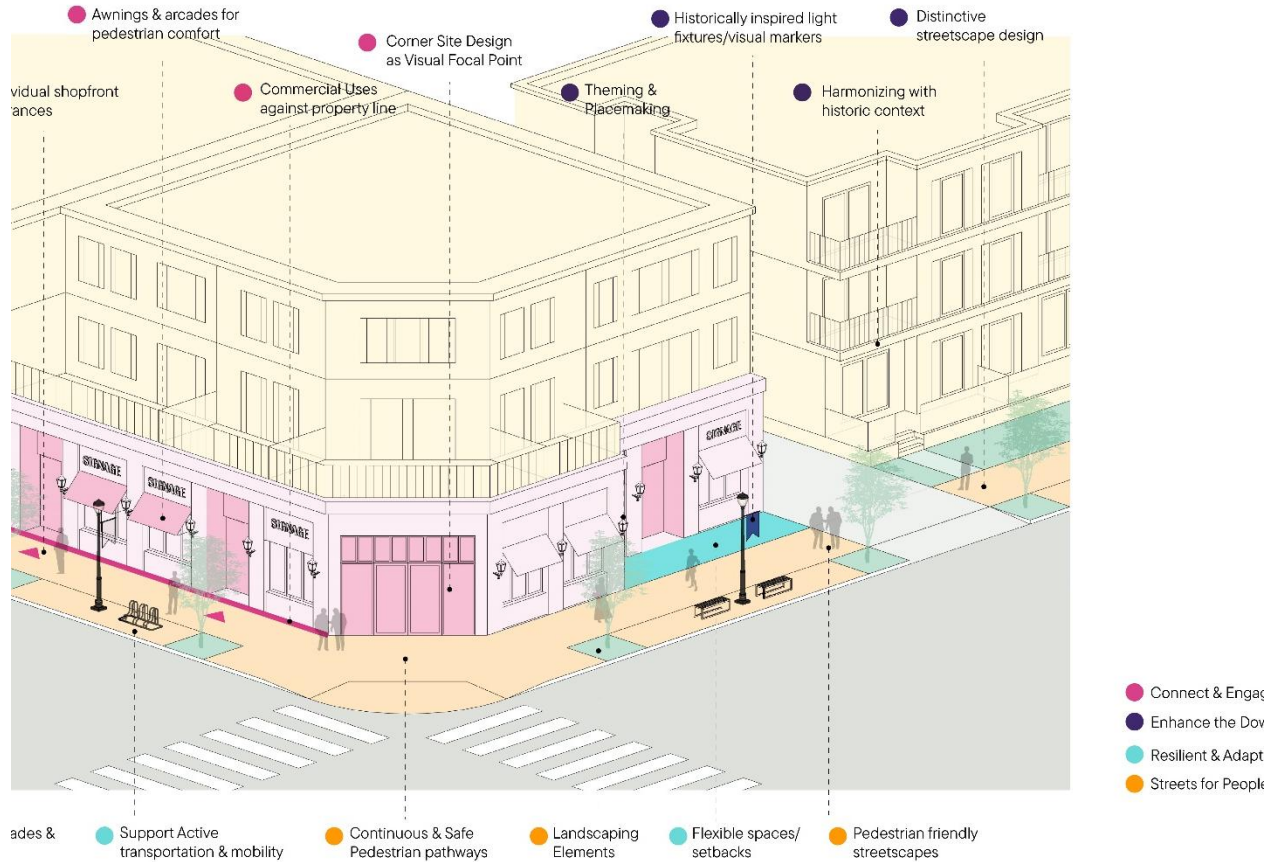 Awnings & arcades for
pedestrian comfort
Corner Site Design
as Visual Focal Point
Historically inspired light
fixtures/visual markers
Distinctive
streetscape design
vidual shopfront
rances
Commercial Uses
against property line
Theming &
Placemaking
Harmonizing with
historic context
SIGNAGE
SIGNAGE
SIGNAGE
SIGNAGE
Connect & Engag
Enhance the Dow
Resilient & Adapt
Streets for People
ades &
Support Active
transportation & mobility
Continuous & Safe
Pedestrian pathways
Landscaping
Elements
Flexible spaces/
setbacks
Pedestrian friendly
streetscapes